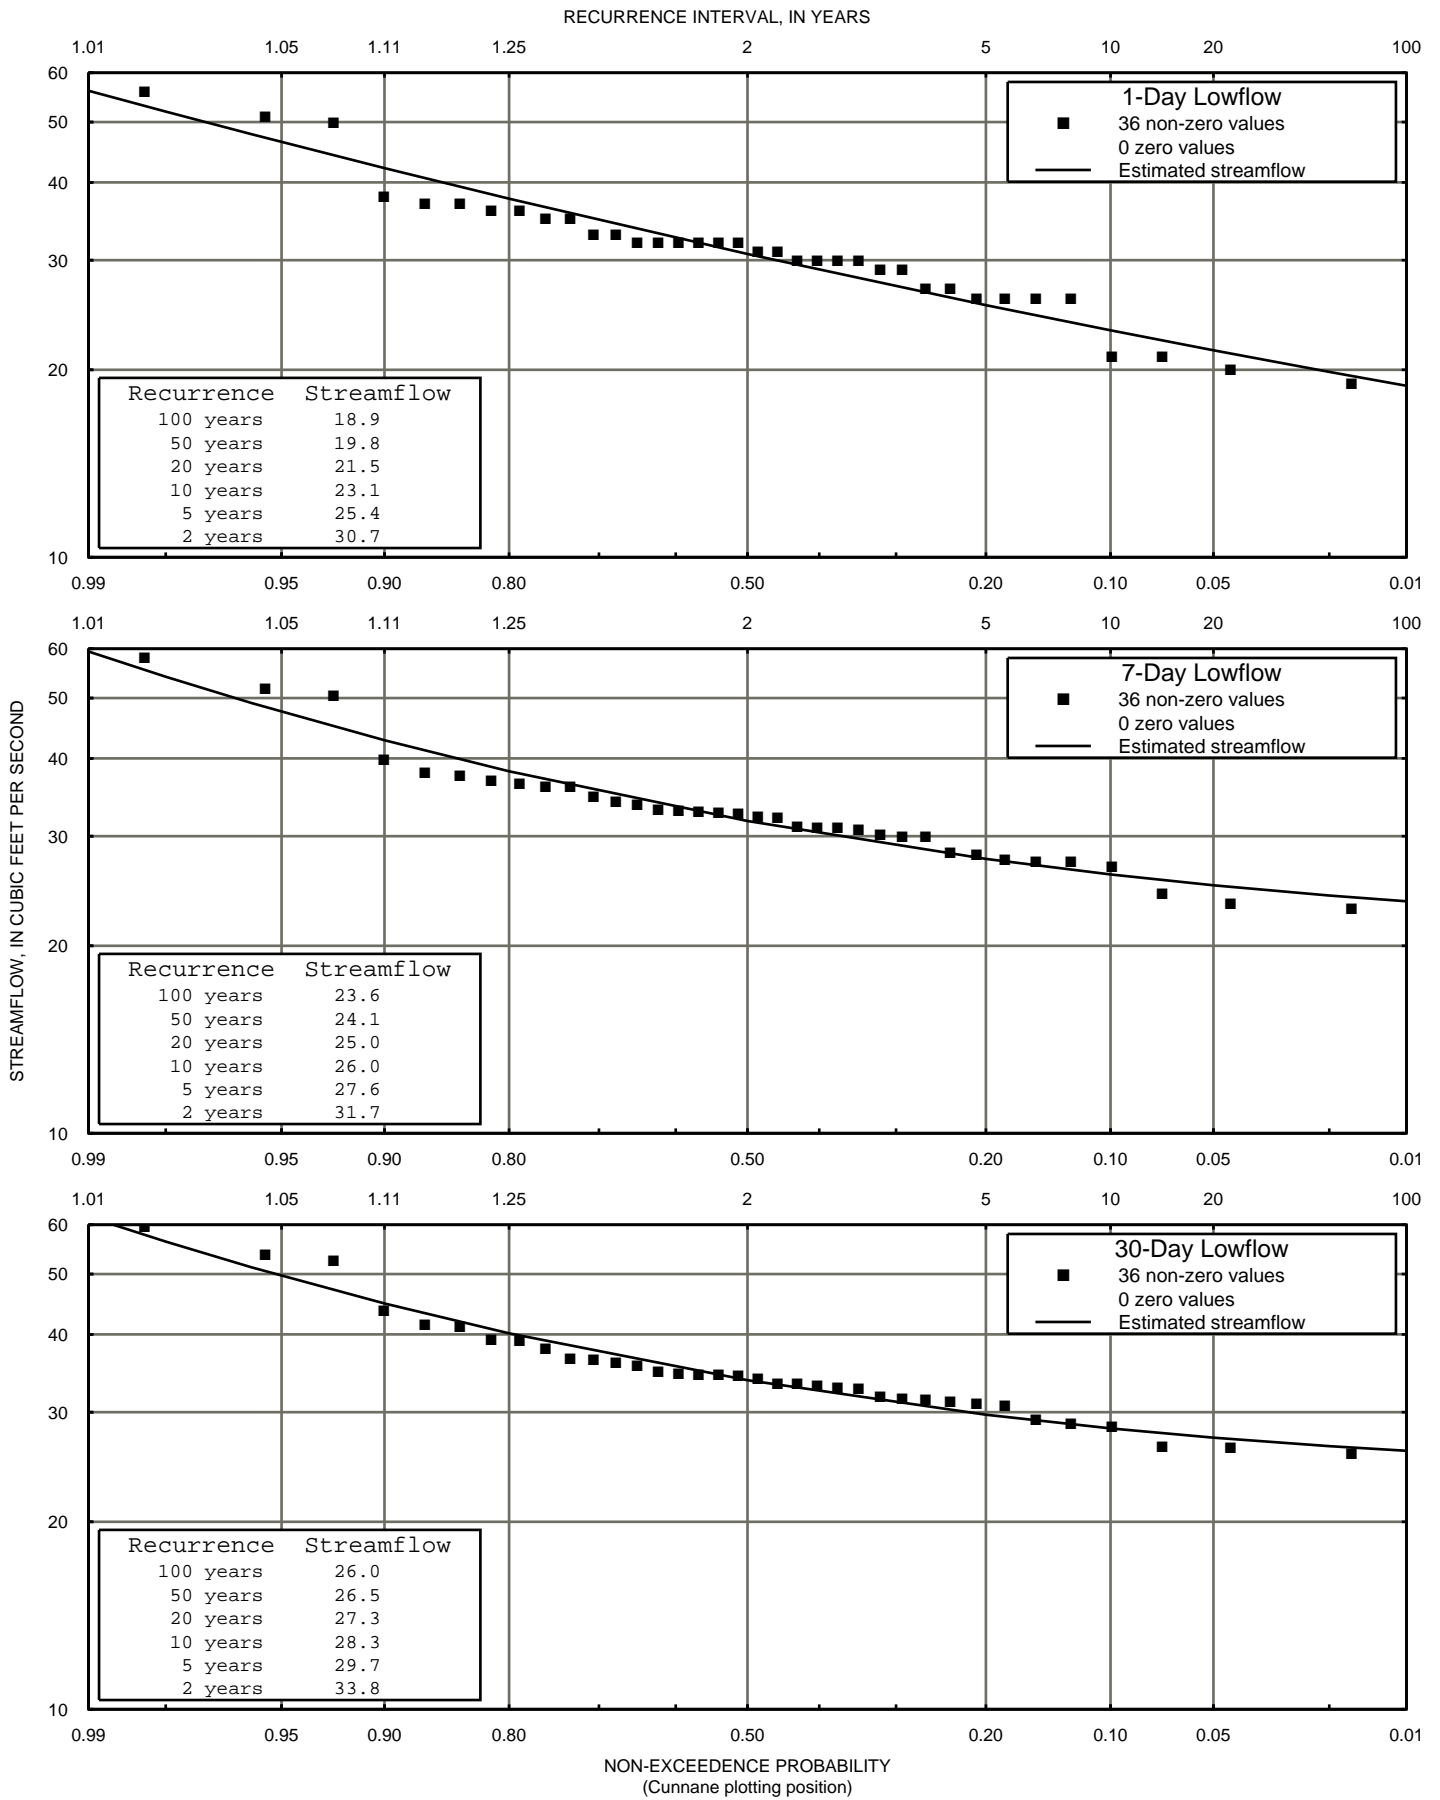 RECURRENCE INTERVAL, IN YEARS
1.01 1.05 1.11 1.25 2 5 10 20 100
60
50
40
30
20
10
1-Day Lowflow
36 non-zero values
0 zero values
Estimated streamflow
Recurrence Streamflow
100 years 18.9
50 years 19.8
20 years 21.5
10 years 23.1
5 years 25.4
2 years 30.7
0.99 0.95 0.90 0.80 0.50 0.20 0.10 0.05 0.01
STREAMFLOW, IN CUBIC FEET PER SECOND
1.01 1.05 1.11 1.25 2 5 10 20 100
60
50
40
30
20
10
7-Day Lowflow
36 non-zero values
0 zero values
Estimated streamflow
Recurrence Streamflow
100 years 23.6
50 years 24.1
20 years 25.0
10 years 26.0
5 years 27.6
2 years 31.7
0.99 0.95 0.90 0.80 0.50 0.20 0.10 0.05 0.01
1.01 1.05 1.11 1.25 2 5 10 20 100
60
50
40
30
20
10
30-Day Lowflow
36 non-zero values
0 zero values
Estimated streamflow
Recurrence Streamflow
100 years 26.0
50 years 26.5
20 years 27.3
10 years 28.3
5 years 29.7
2 years 33.8
0.99 0.95 0.90 0.80 0.50 0.20 0.10 0.05 0.01
NON-EXCEEDENCE PROBABILITY
(Cunnane plotting position)